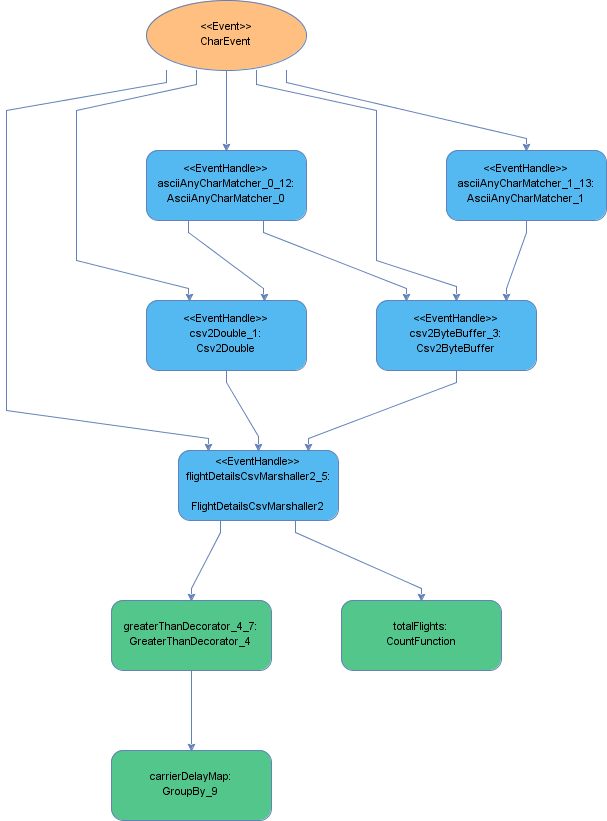 <<Event>>
CharEvent
<<EventHandle>>
asciiAnyCharMatcher_0_12:
AsciiAnyCharMatcher_0
<<EventHandle>>
asciiAnyCharMatcher_1_13:
AsciiAnyCharMatcher_1
<<EventHandle>>
csv2Double_1:
Csv2Double
<<EventHandle>>
csv2ByteBuffer_3:
Csv2ByteBuffer
<<EventHandle>>
flightDetailsCsvMarshaller2_5:
FlightDetailsCsvMarshaller2
greaterThanDecorator_4_7:
GreaterThanDecorator_4
totalFlights:
CountFunction
carrierDelayMap:
GroupBy_9